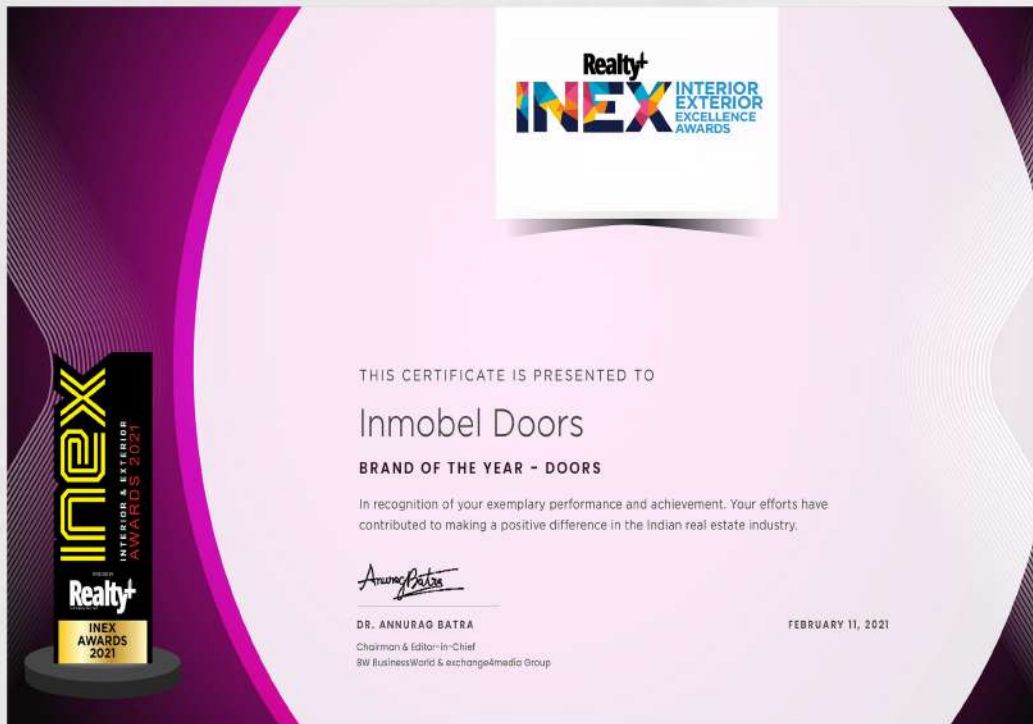 Realty+
INEX INTERIOR
EXTERIOR
EXCELLENCE
AWARDS
THIS CERTIFICATE IS PRESENTED TO
Inmobel Doors
BRAND OF THE YEAR - DOORS
In recognition of your exemplary performance and achievement. Your efforts have
contributed to making a positive difference in the Indian real estate industry.
Anurag Batra
DR. ANNURAG BATRA
Chairman & Editor-in-Chief
BW BusinessWorld & exchange4media Group
FEBRUARY 11, 2021
inex
INTERIOR & EXTERIOR
AWARDS 2021
Realty+
INEX
AWARDS
2021